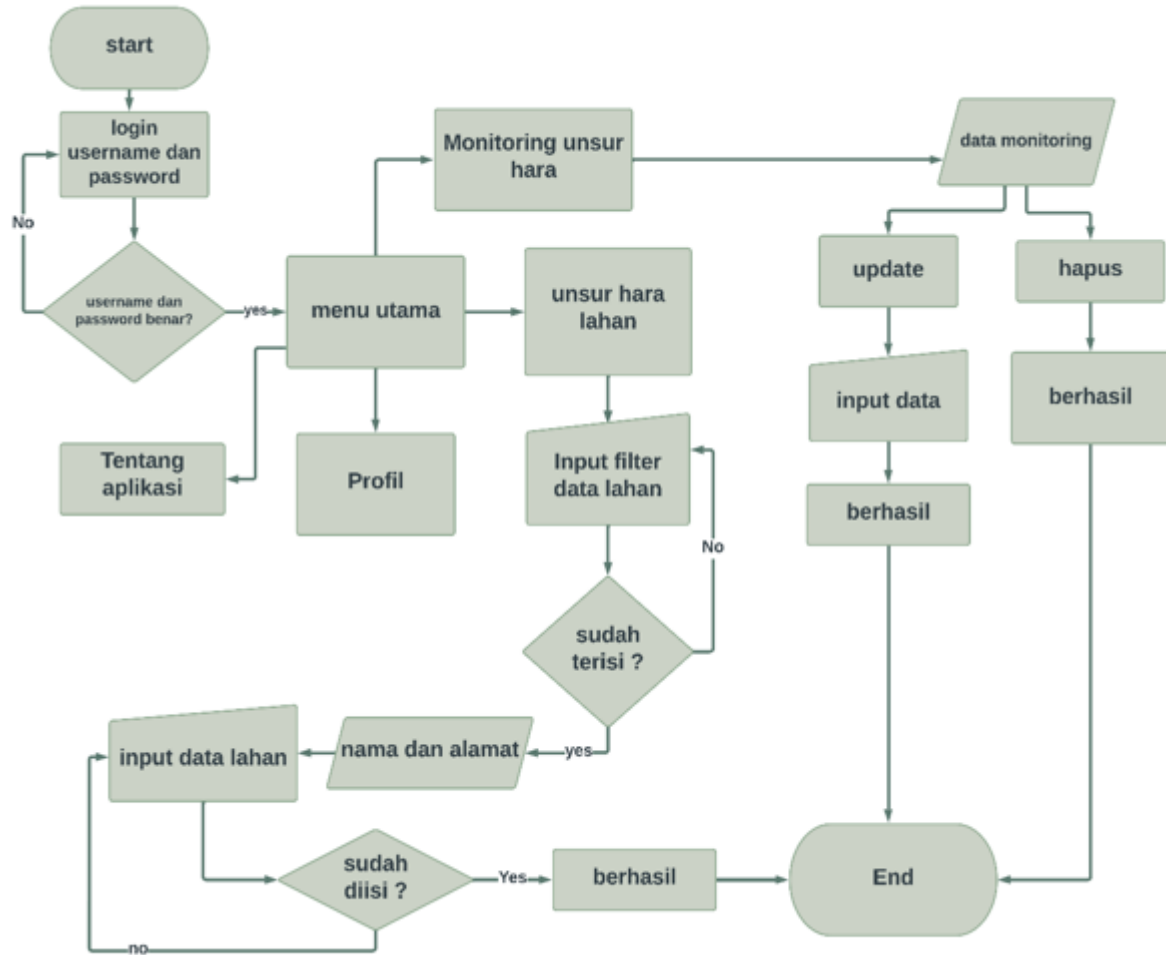 start
login
username dan
password
No
username dan
password benar?
yes
menu utama
Monitoring unsur
hara
data monitoring
update
hapus
input data
berhasil
berhasil
unsur hara
lahan
Tentang
aplikasi
Profil
Input filter
data lahan
No
sudah
terisi ?
yes
nama dan alamat
input data lahan
sudah
diisi ?
no
Yes
berhasil
End